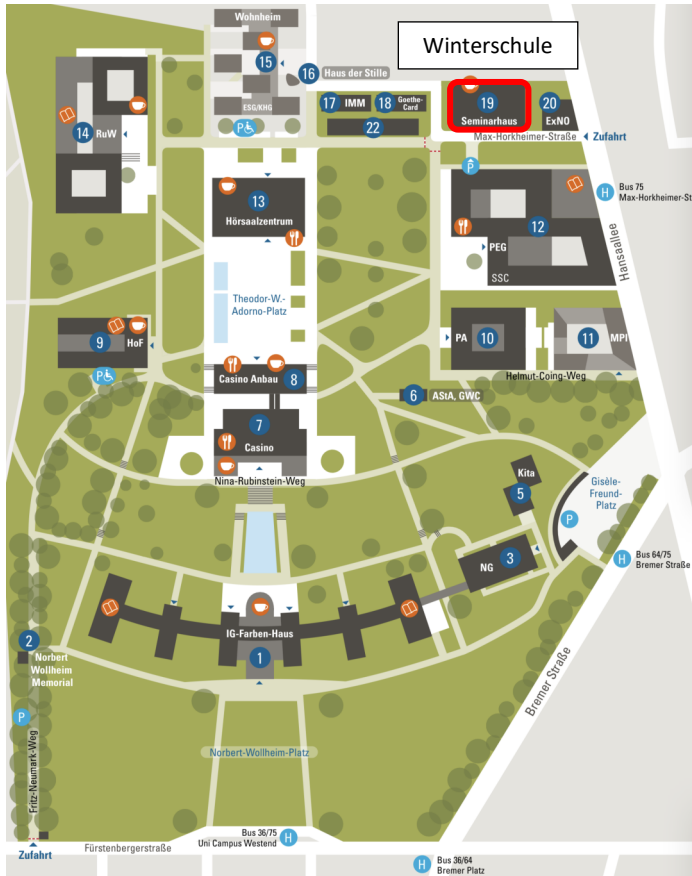 Wohnheim
Winterschule
15
16 Haus der Stille
ESG/KHG
17 IMM
18 Goethe-
Card
19
Seminarhaus
20
ExNO
22
P
Max-Horkheimer-Straße
Zufahrt
14 RuW
P
H Bus 75
Max-Horkheimer-St
13
Hörsaalzentrum
12
PEG
SSC
Hansaallee
Theodor-W.-
Adorno-Platz
9 HoF
P
PA 10
11 MPI
Helmut-Coing-Weg
Casino Anbau 8
6 AStA, GWC
7
Casino
Nina-Rubinstein-Weg
Kita
5
Gisèle-
Freund-
Platz
P
3
NG
H Bus 64/75
Bremer Straße
IG-Farben-Haus
1
2
Norbert
Wollheim
Memorial
P
Fritz-Neumark-Weg
Bremer Straße
Norbert-Wollheim-Platz
Bus 36/75
Uni Campus Westend H
Zufahrt
Fürstenbergerstraße
H Bus 36/64
Bremer Platz